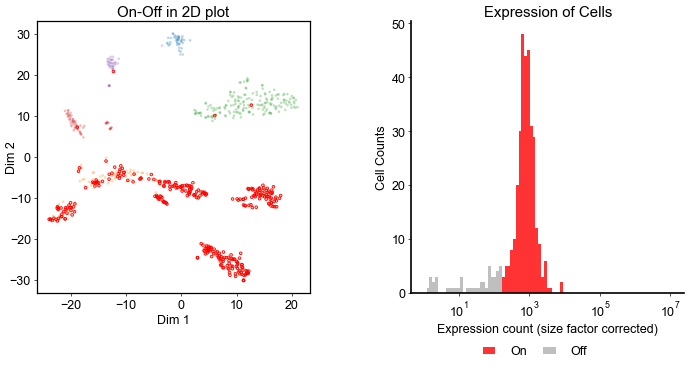 On-Off in 2D plot
30
20
10
0
−10
−20
−30
Dim 2
−20 −10 0 10 20
Dim 1
Expression of Cells
50
40
30
20
10
0
Cell Counts
10^1 10^3 10^5 10^7
Expression count (size factor corrected)
On Off